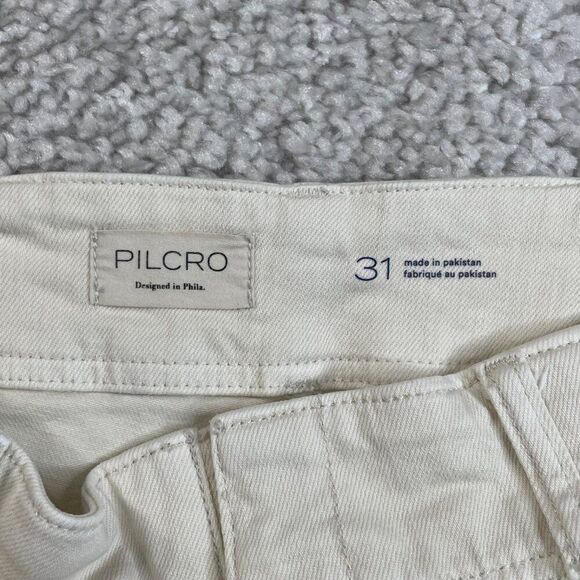 PILCRO
Designed in Phila.
31
made in pakistan
fabriqué au pakistan